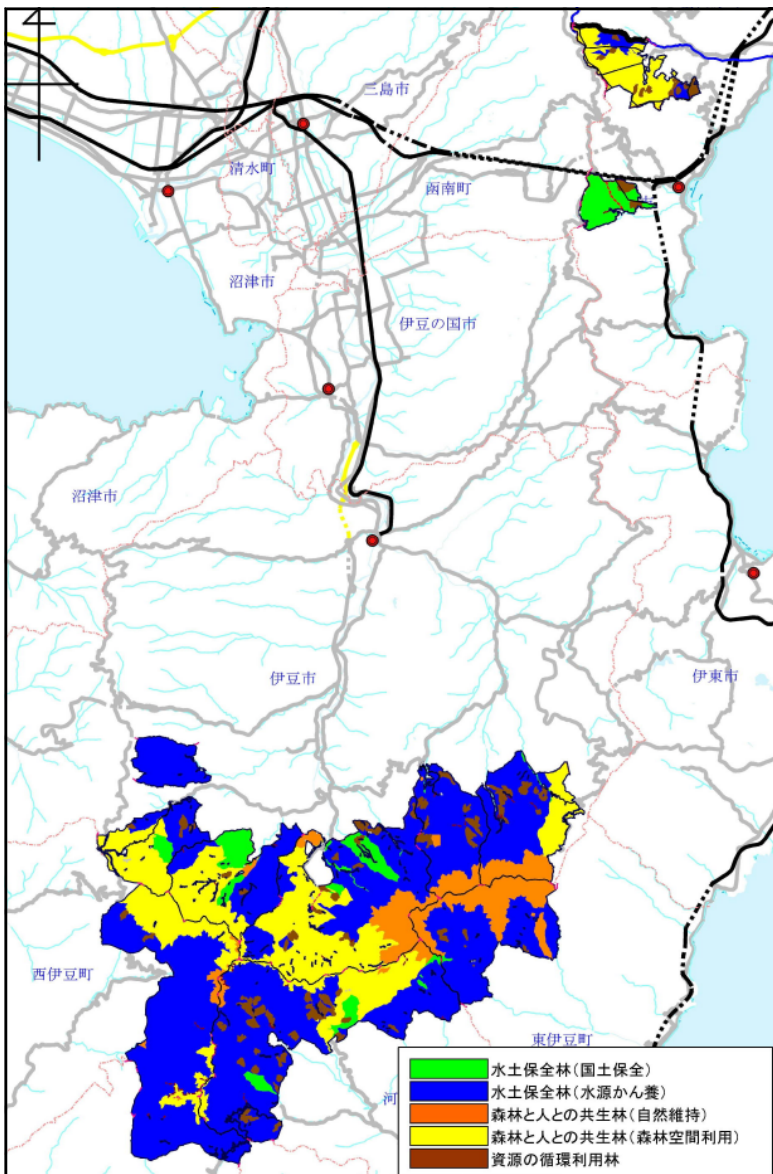 三島市
清水町
函南町
沼津市
伊豆の国市
沼津市
伊豆市
伊東市
西伊豆町
東伊豆町
河
水土保全林(国土保全)
水土保全林(水源かん養)
森林と人との共生林(自然維持)
森林と人との共生林(森林空間利用)
資源の循環利用林